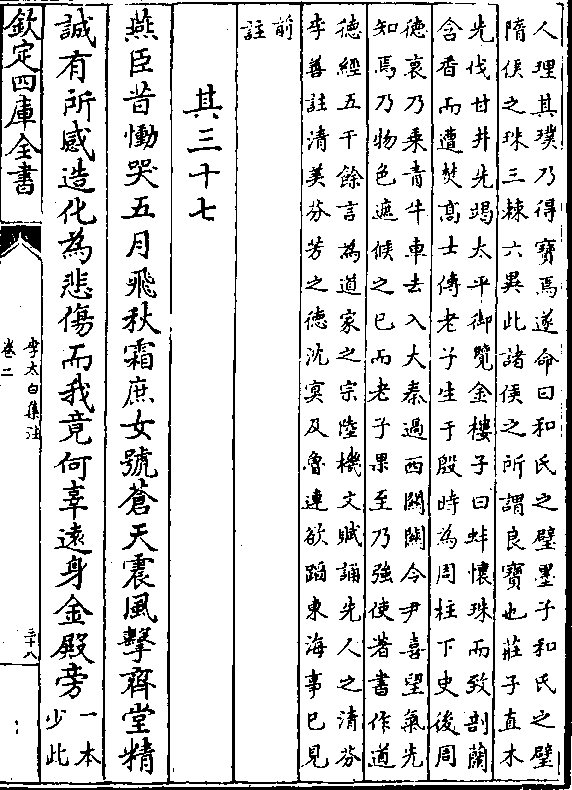 人理其璞乃得寶焉遂命曰和氏之璧墨子和氏之璧
隋侯之珠三棘六異此諸侯之所謂良寶也莊子直木
先伐甘井先竭太平御覽金樓子曰蚌懷珠而致剖蘭
含香而遭焚髙士傳老子生于殷時為周柱下史後周
德衰乃乗青牛車去入大秦過西關關令尹喜望氣先
知焉乃物色遮候之已而老子果至乃強使著書作道
德經五千餘言為道家之宗陸機文賦誦先人之清芬
李善註清美芬芳之德沈㝠及魯連欲蹈東海事已見
前
註
其三十七
燕臣昔慟哭五月飛秋霜庶女號蒼天震風擊齊堂精
誠有所感造化為悲傷而我竟何辜遠身金殿旁一本
少此
欽定四庫全書
李太白集注
卷二
三十八